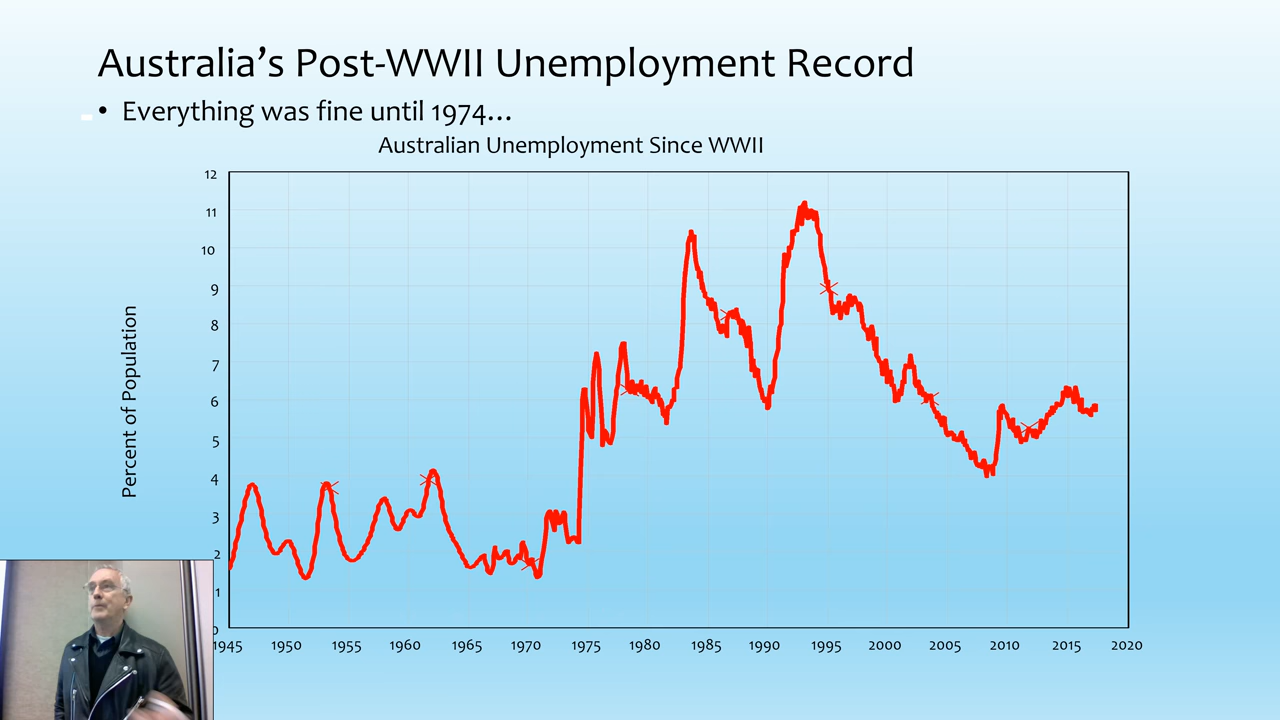 Australia's Post-WWII Unemployment Record
• Everything was fine until 1974…
Australian Unemployment Since WWII
Percent of Population
12
11
10
9
8
7
6
5
4
3
2
1
0
1945 1950 1955 1960 1965 1970 1975 1980 1985 1990 1995 2000 2005 2010 2015 2020